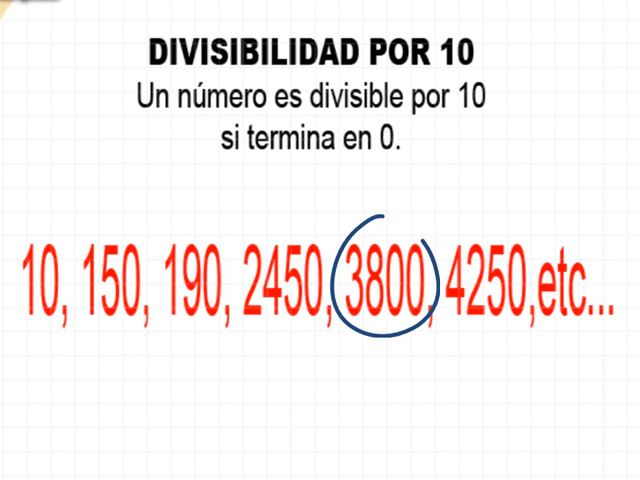 DIVISIBILIDAD POR 10
Un número es divisible por 10
si termina en 0.
10, 150, 190, 2450, 3800, 4250,etc...